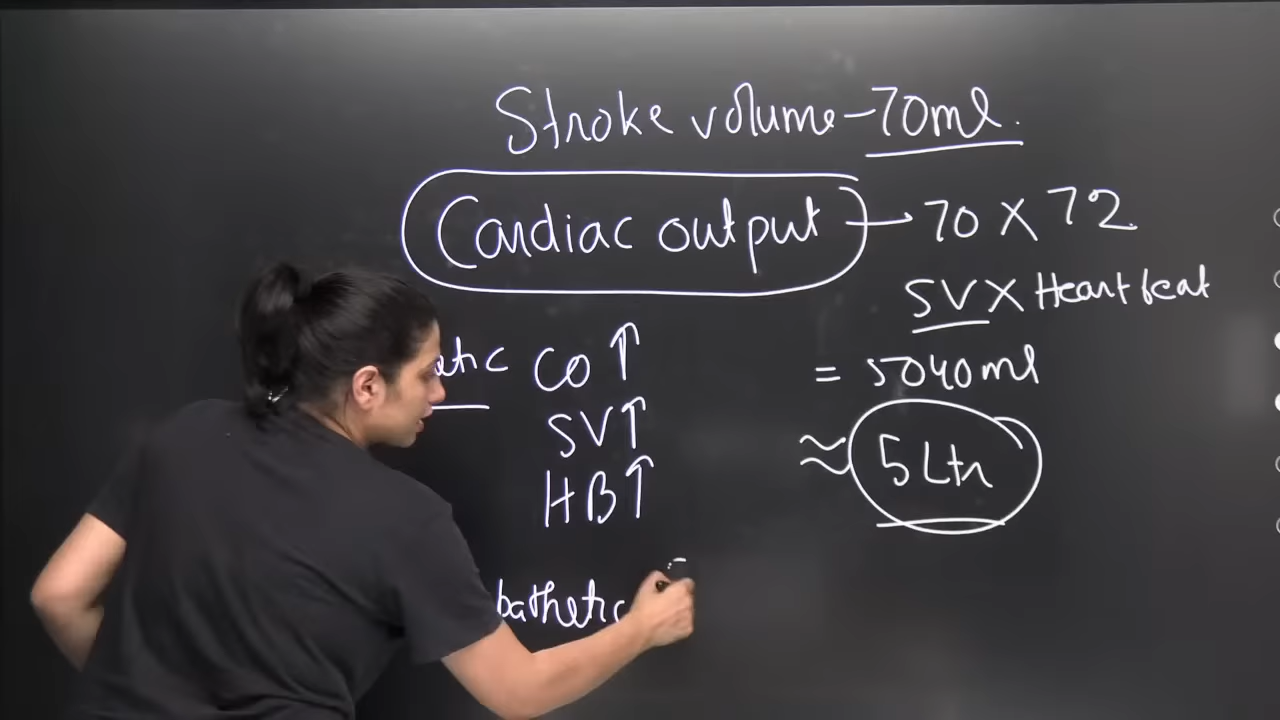 Stroke volume - 70ml.
Cardiac output → 70 X 72
SV X Heart beat
CO ↑
= 5040ml
SV ↑
≈ 5 Ltr
HB ↑